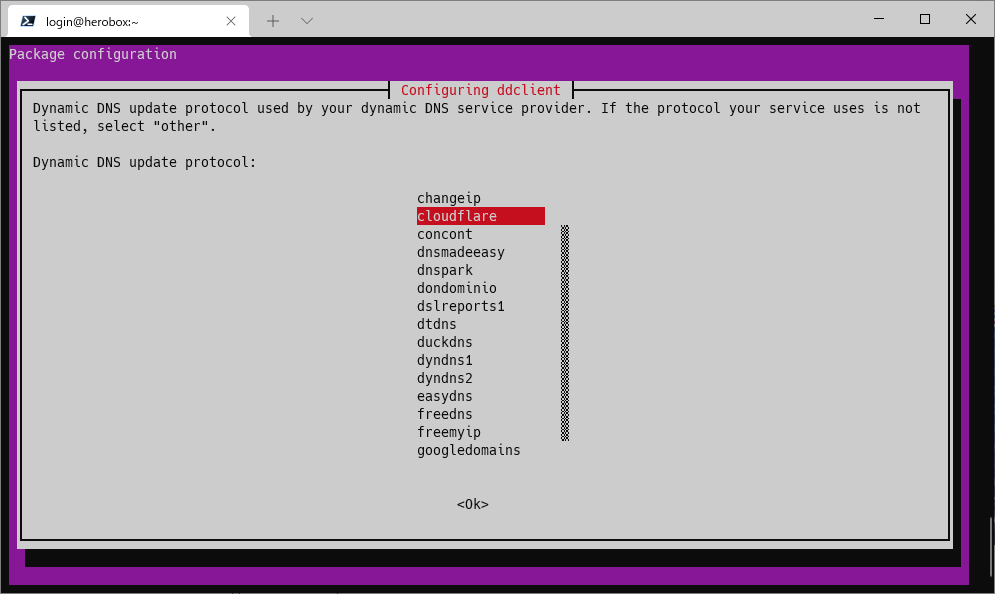 login@herobox:~
Package configuration
Configuring ddclient
Dynamic DNS update protocol used by your dynamic DNS service provider. If the protocol your service uses is not
listed, select "other".
Dynamic DNS update protocol:
changeip
cloudflare
concont
dnsmadeeasy
dnspark
dondominio
dslreports1
dtdns
duckdns
dyndns1
dyndns2
easydns
freedns
freemyip
googledomains
<Ok>